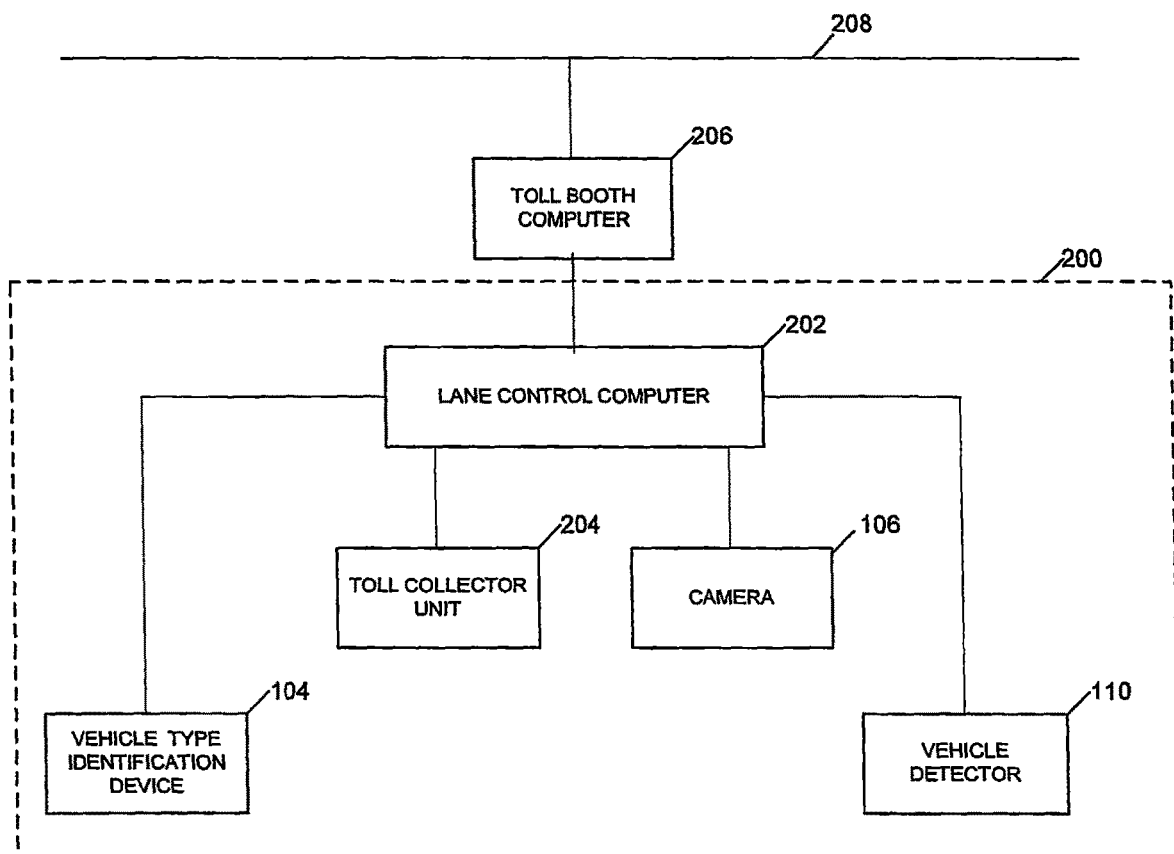 208
206
TOLL BOOTH
COMPUTER
200
202
LANE CONTROL COMPUTER
204
TOLL COLLECTOR
UNIT
106
CAMERA
104
VEHICLE TYPE
IDENTIFICATION
DEVICE
110
VEHICLE
DETECTOR